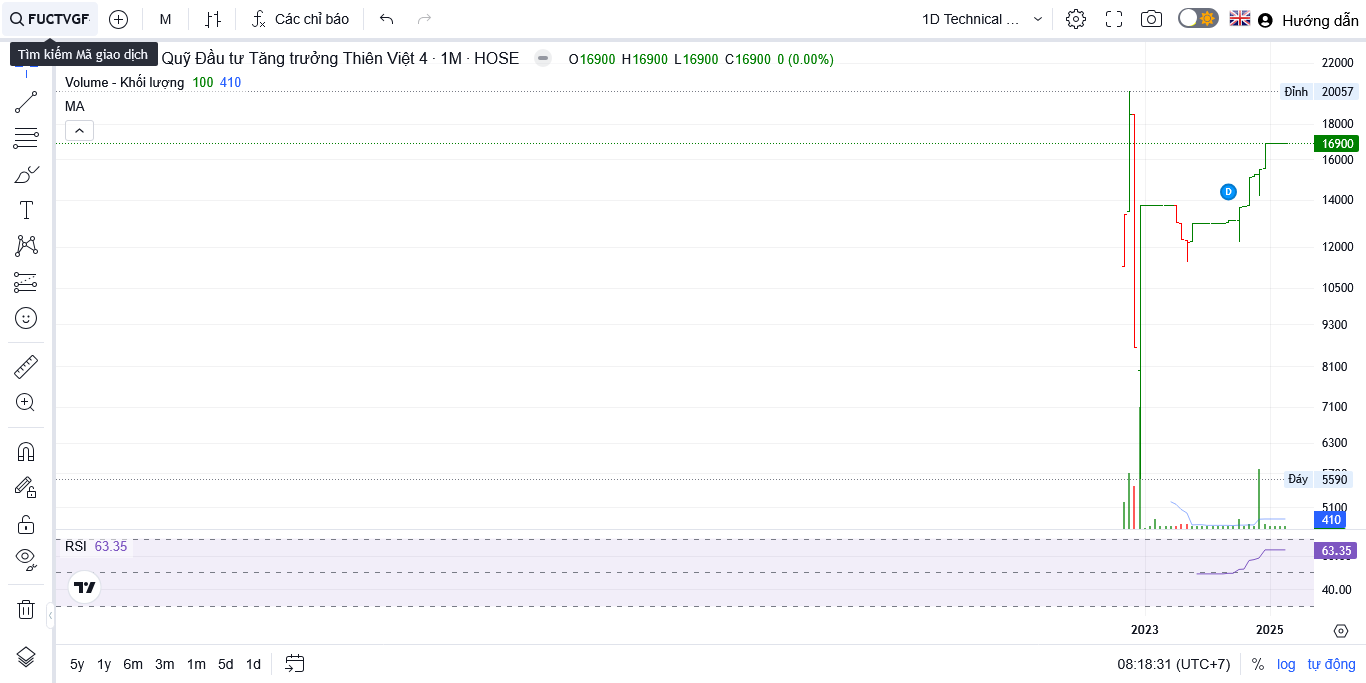 FUCTVGF
M
Các chỉ báo
1D Technical ...
Hướng dẫn
Tìm kiếm Mã giao dịch
Quỹ Đầu tư Tăng trưởng Thiên Việt 4 · 1M · HOSE
O16900 H16900 L16900 C16900 0 (0.00%)
Volume - Khối lượng 100 410
MA
22000
Đỉnh 20057
18000
16900
16000
D
14000
12000
10500
9300
8100
7100
6300
Đáy 5590
5100
410
RSI 63.35
63.35
40.00
2023
2025
5y 1y 6m 3m 1m 5d 1d
08:18:31 (UTC+7)
%
log
tự động